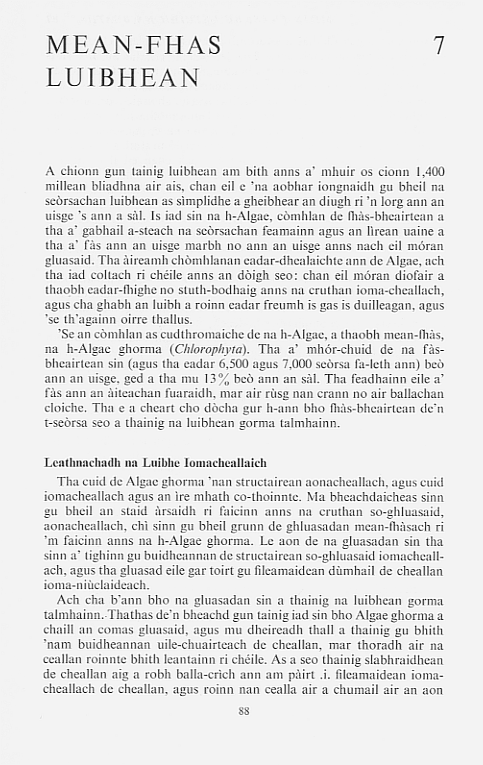 MEAN-FHAS 7
LUIBHEAN
A chionn gun tainig luibhean am bith anns a' mhuir os cionn 1,400
millean bliadhna air ais, chan eil e 'na aobhar iongnaidh gu bheil na
seòrsachan luibhean as sìmplidhe a gheibhear an diugh ri 'n lorg ann an
uisge 's ann a sàl. Is iad sin na h-Algae, còmhlan de fhàs-bheairtean a
tha a' gabhail a-steach na seòrsachan feamainn agus an lìrean uaine a
tha a' fàs ann an uisge marbh no ann an uisge anns nach eil móran
gluasaid. Tha àireamh chòmhlanan eadar-dhealaichte ann de Algae, ach
tha iad coltach ri chéile anns an dòigh seo: chan eil móran diofair a
thaobh eadar-fhighe no stuth-bodhaig anns na cruthan ioma-cheallach,
agus cha ghabh an luibh a roinn eadar freumh is gas is duilleagan, agus
'se th'againn oirre thallus.
'Se an còmhlan as cudthromaiche de na h-Algae, a thaobh mean-fhàs,
na h-Algae ghorma (Chlorophyta). Tha a' mhór-chuid de na fàs-
bheairtean sin (agus tha eadar 6,500 agus 7,000 seòrsa fa-leth ann) beò
ann an uisge, ged a tha mu 13% beò ann an sàl. Tha feadhainn eile a'
fàs ann an àiteachan fuaraidh, mar air rùsg nan crann no air ballachan
cloiche. Tha e a cheart cho dòcha gur h-ann bho fhàs-bheairtean de'n
t-seòrsa seo a thainig na luibhean gorma talmhainn.
Leathnachadh na Luibhe Iomacheallaich
Tha cuid de Algae ghorma 'nan structairean aonacheallach, agus cuid
iomacheallach agus an ìre mhath co-thoinnte. Ma bheachdaicheas sinn
gu bheil an staid àrsaidh ri faicinn anns na cruthan so-ghluasaid,
aonacheallach, chì sinn gu bheil grunn de ghluasadan mean-fhàsach ri
'm faicinn anns na h-Algae ghorma. Le aon de na gluasadan sin tha
sinn a' tighinn gu buidheannan de structairean so-ghluasaid iomacheall-
ach, agus tha gluasad eile gar toirt gu fileamaidean dùmhail de cheallan
ioma-niùclaideach.
Ach cha b'ann bho na gluasadan sin a thainig na luibhean gorma
talmhainn. Thathas de'n bheachd gun tainig iad sin bho Algae ghorma a
chaill an comas gluasaid, agus mu dheireadh thall a thainig gu bhith
'nam buidheannan uile-chuairteach de cheallan, mar thoradh air na
ceallan roinnte bhith leantainn ri chéile. As a seo thainig slabhraidhean
de cheallan aig a robh balla-crìch ann am pàirt .i. fileamaidean ioma-
cheallach de cheallan, agus roinn nan cealla air a chumail air an aon
88